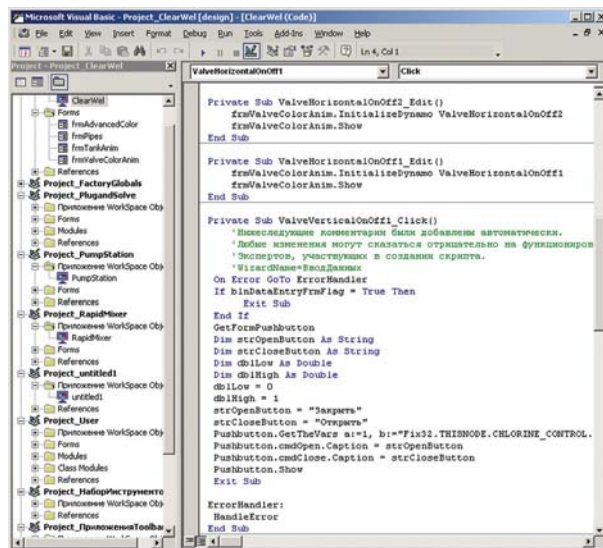 Microsoft Visual Basic - Project_ClearWel [design] - [ClearWel (Code)]
File Edit View Insert Format Debug Run Tools Add-Ins Window Help
Ln 4, Col 1
Project - Project_ClearWel
ClearWel
Forms
frmAdvancedColor
frmPipes
frmTankAnim
frmValveColorAnim
References
Project_FactoryGlobals
Project_PlugandSolve
Приложение WorkSpace Obj
Forms
Modules
References
Project_PumpStation
Приложение WorkSpace Obj
PumpStation
Forms
References
Project_RapidMixer
Приложение WorkSpace Obj
RapidMixer
Forms
References
Project_untitled1
Приложение WorkSpace Obj
untitled1
References
Project_User
Приложение WorkSpace Obj
Forms
Modules
Class Modules
References
Project_НаборИнструменто
References
Project_ПриложенияToolba
ValveHorizontalOnOff1
Click
Private Sub ValveHorizontalOnOff2_Edit()
frmValveColorAnim.InitializeDynamo ValveHorizontalOnOff2
frmValveColorAnim.Show
End Sub
Private Sub ValveHorizontalOnOff1_Edit()
frmValveColorAnim.InitializeDynamo ValveHorizontalOnOff1
frmValveColorAnim.Show
End Sub
Private Sub ValveVerticalOnOff1_Click()
'Нижеследующие комментарии были добавлены автоматически.
'Любые изменения могут сказаться отрицательно на функциониров
'Экспертов, участвующих в создании скрипта.
'WizardName=ВводДанных
On Error GoTo ErrorHandler
If blnDataEntryFrmFlag = True Then
Exit Sub
End If
GetFormPushbutton
Dim strOpenButton As String
Dim strCloseButton As String
Dim dblLow As Double
Dim dblHigh As Double
dblLow = 0
dblHigh = 1
strOpenButton = "Закрыть"
strCloseButton = "Открыть"
Pushbutton.GetTheVars a:=1, b:="Fix32.THISNODE.CHLORINE_CONTROL.
Pushbutton.cmdOpen.Caption = strOpenButton
Pushbutton.cmdClose.Caption = strCloseButton
Pushbutton.Show
Exit Sub
ErrorHandler:
HandleError
End Sub